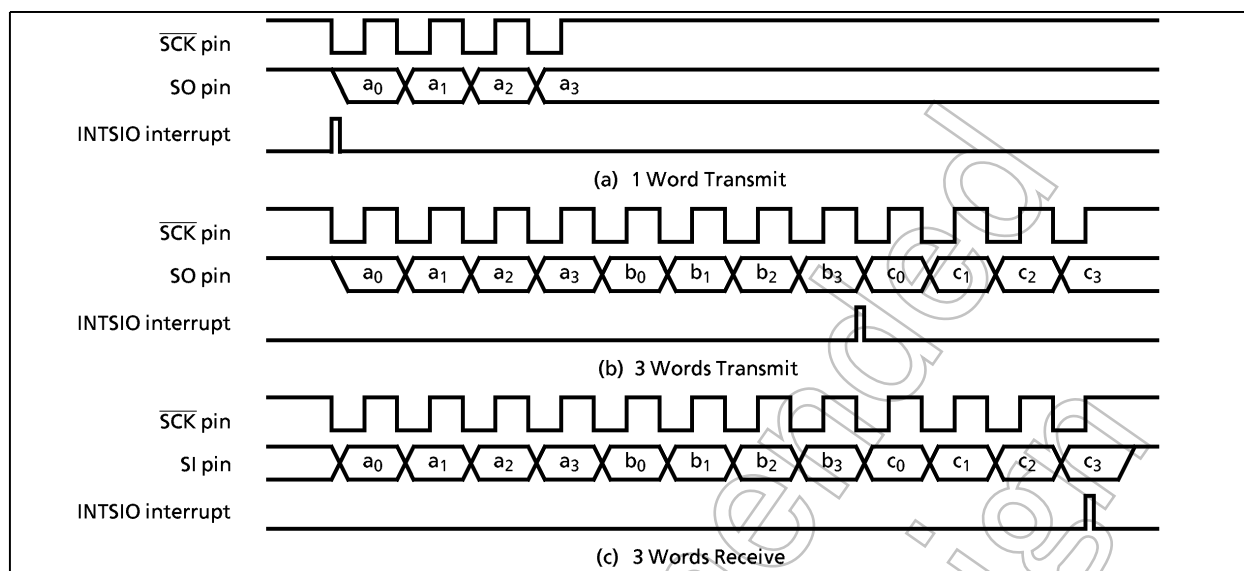 SCK pin
SO pin a0 a1 a2 a3
INTSIO interrupt
(a) 1 Word Transmit
SCK pin
SO pin a0 a1 a2 a3 b0 b1 b2 b3 c0 c1 c2 c3
INTSIO interrupt
(b) 3 Words Transmit
SCK pin
SI pin a0 a1 a2 a3 b0 b1 b2 b3 c0 c1 c2 c3
INTSIO interrupt
(c) 3 Words Receive